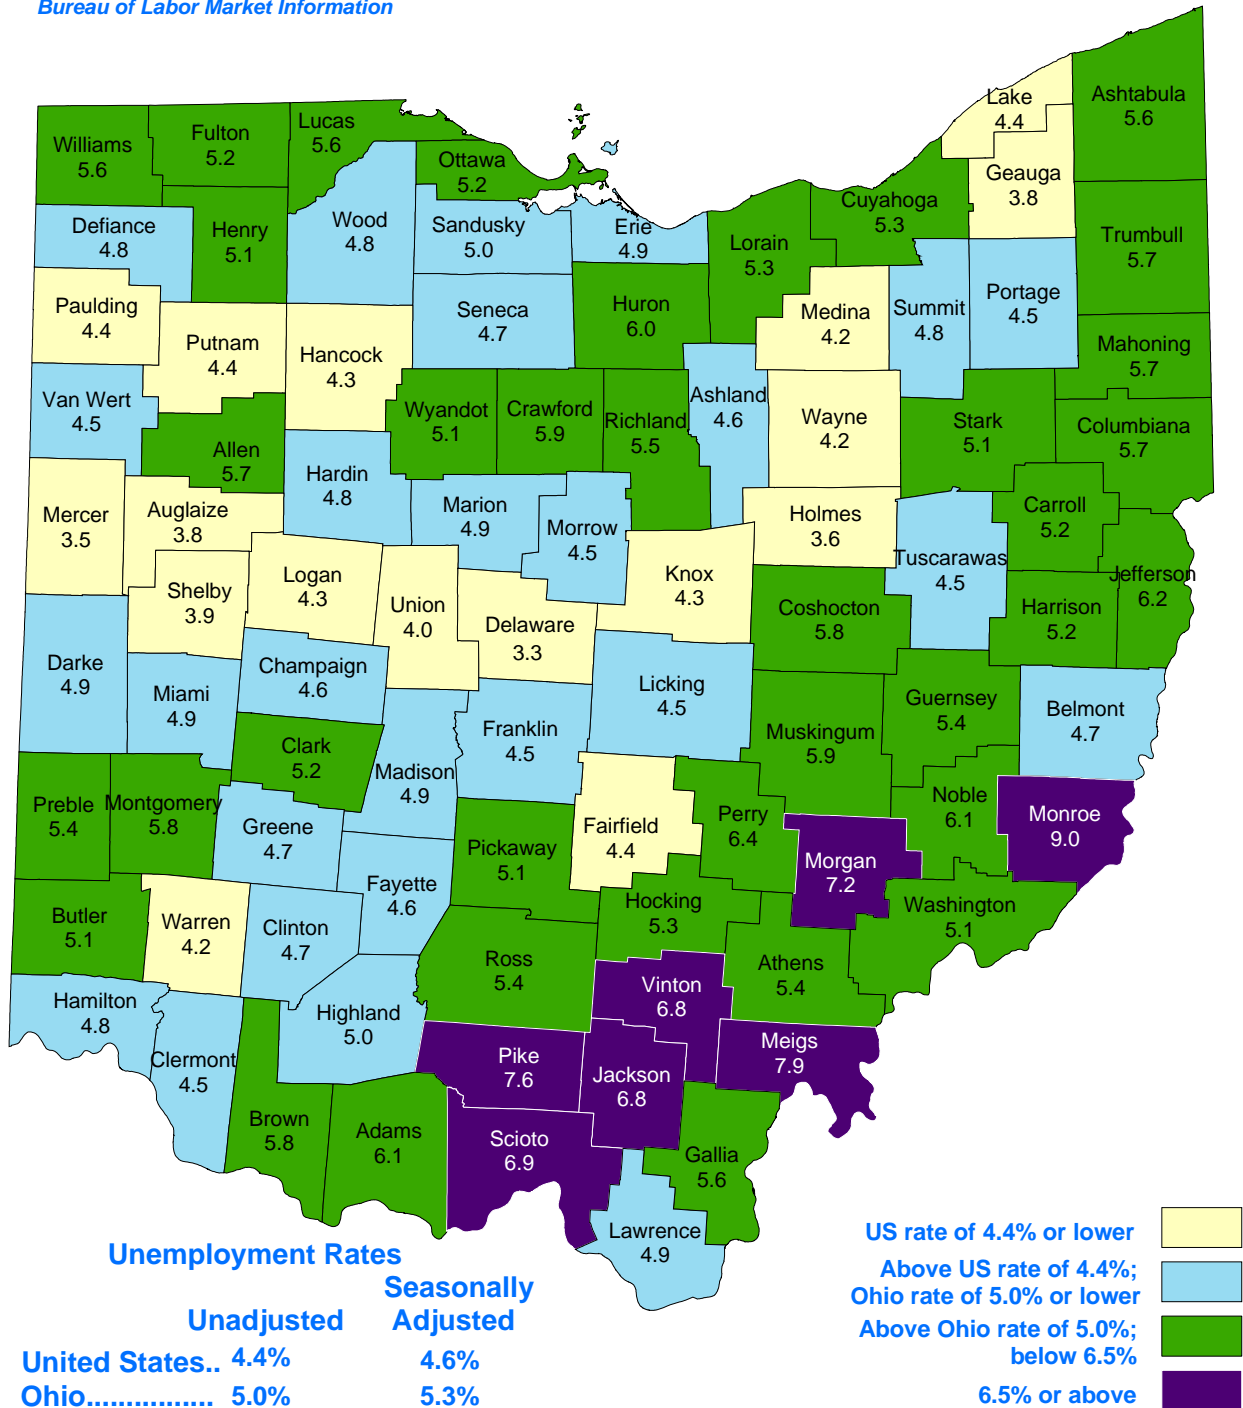 Bureau of Labor Market Information
Lake
4.4
Ashtabula
5.6
Williams
5.6
Fulton
5.2
Lucas
5.6
Ottawa
5.2
Geauga
3.8
Cuyahoga
5.3
Defiance
4.8
Henry
5.1
Wood
4.8
Sandusky
5.0
Erie
4.9
Lorain
5.3
Trumbull
5.7
Paulding
4.4
Putnam
4.4
Hancock
4.3
Seneca
4.7
Huron
6.0
Medina
4.2
Summit
4.8
Portage
4.5
Mahoning
5.7
Van Wert
4.5
Allen
5.7
Wyandot
5.1
Crawford
5.9
Richland
5.5
Ashland
4.6
Wayne
4.2
Stark
5.1
Columbiana
5.7
Hardin
4.8
Mercer
3.5
Auglaize
3.8
Marion
4.9
Morrow
4.5
Holmes
3.6
Carroll
5.2
Tuscarawas
4.5
Jefferson
6.2
Shelby
3.9
Logan
4.3
Union
4.0
Knox
4.3
Delaware
3.3
Coshocton
5.8
Harrison
5.2
Darke
4.9
Miami
4.9
Champaign
4.6
Licking
4.5
Guernsey
5.4
Belmont
4.7
Clark
5.2
Franklin
4.5
Muskingum
5.9
Madison
4.9
Preble
5.4
Montgomery
5.8
Greene
4.7
Fairfield
4.4
Perry
6.4
Noble
6.1
Monroe
9.0
Pickaway
5.1
Morgan
7.2
Fayette
4.6
Hocking
5.3
Washington
5.1
Butler
5.1
Warren
4.2
Clinton
4.7
Ross
5.4
Athens
5.4
Vinton
6.8
Hamilton
4.8
Highland
5.0
Clermont
4.5
Pike
7.6
Jackson
6.8
Meigs
7.9
Brown
5.8
Adams
6.1
Scioto
6.9
Gallia
5.6
Lawrence
4.9
Unemployment Rates
Seasonally
Unadjusted Adjusted
United States.. 4.4% 4.6%
Ohio............... 5.0% 5.3%
US rate of 4.4% or lower
Above US rate of 4.4%;
Ohio rate of 5.0% or lower
Above Ohio rate of 5.0%;
below 6.5%
6.5% or above